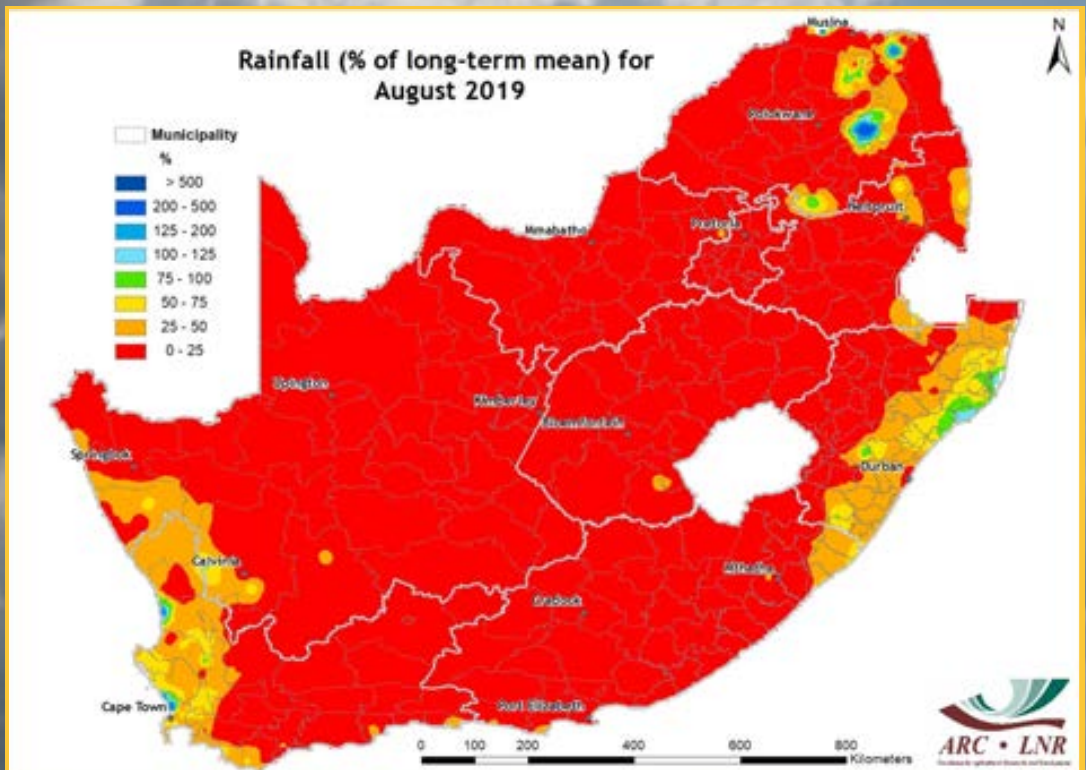 Rainfall (% of long-term mean) for
August 2019
N
Municipality
%
> 500
200 - 500
125 - 200
100 - 125
75 - 100
50 - 75
25 - 50
0 - 25
Musina
Polokwane
Nelspruit
Mmabatho
Pretoria
Upington
Kimberley
Bloemfontein
Springbok
Durban
Calvinia
Mthatha
Cradock
Cape Town
Port Elizabeth
0 100 200 400 600 800
Kilometers
ARC • LNR